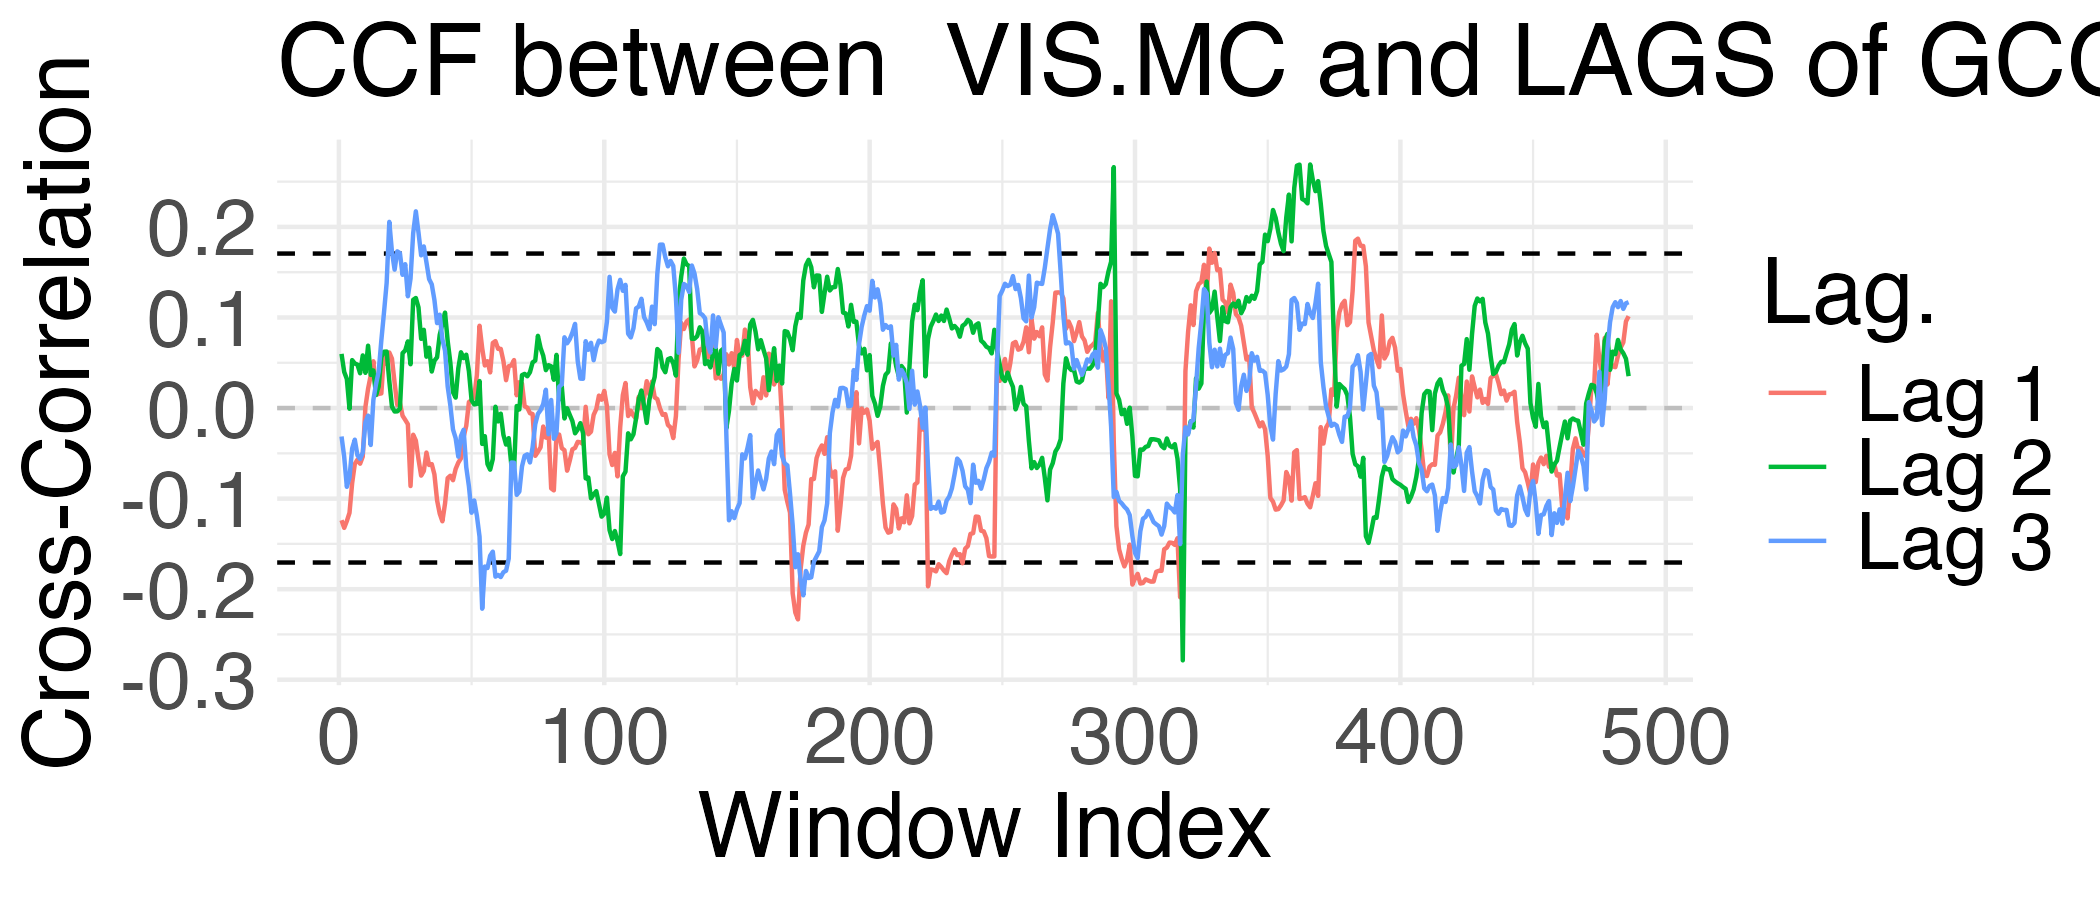 CCF between VIS.MC and LAGS of GCC
Cross-Correlation
0.2
0.1
0.0
-0.1
-0.2
-0.3
0 100 200 300 400 500
Window Index
Lag.
Lag 1
Lag 2
Lag 3